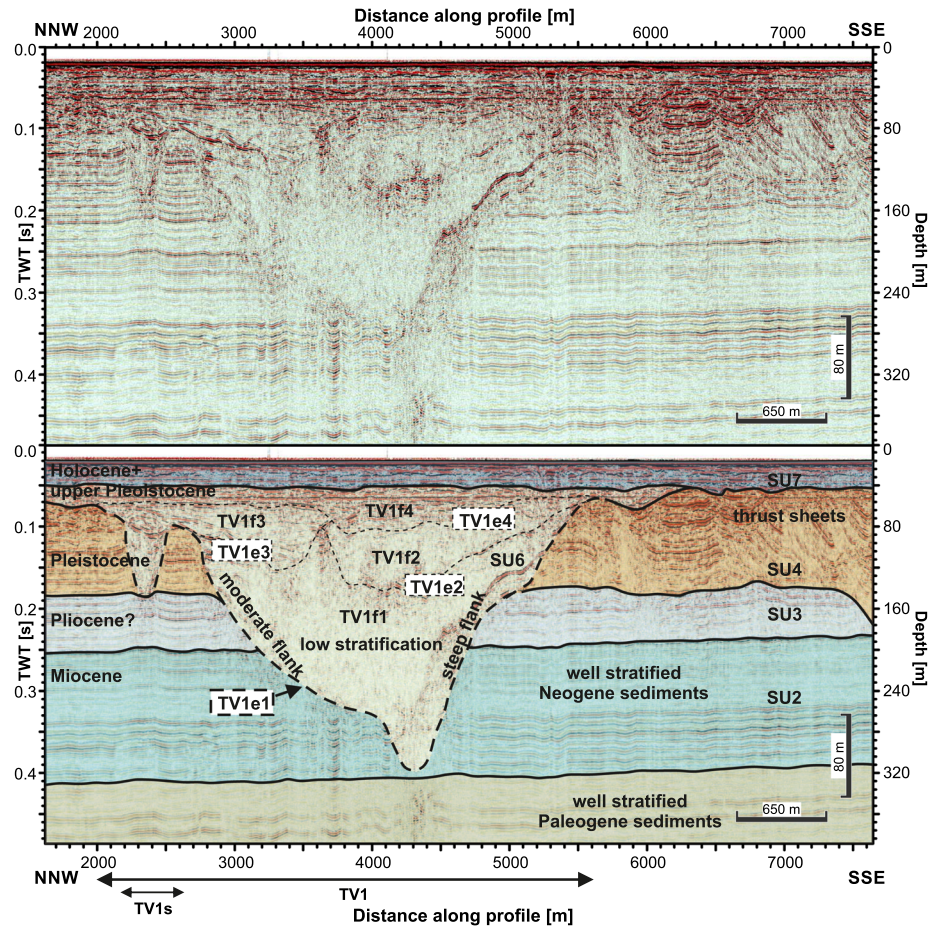 Distance along profile [m]
NNW 2000 3000 4000 5000 6000 7000 SSE
0.0 0
0.1 80
0.2 160
TWT [s] Depth [m]
0.3 240
80 m
0.4 320
650 m
0.0 0
Holocene+
upper Pleoistocene
SU7
TV1f3 TV1f4 TV1e4 thrust sheets
0.1 80
TV1e3 TV1f2
Pleistocene SU6
TV1e2 SU4
moderate flank steep flank
Pliocene? TV1f1 SU3
0.2 160
low stratification
TWT [s] Depth [m]
Miocene well stratified
Neogene sediments
TV1e1 SU2
0.3 240
80 m
0.4 320
well stratified
Paleogene sediments
650 m
2000 3000 4000 5000 6000 7000
NNW SSE
TV1
TV1s
Distance along profile [m]